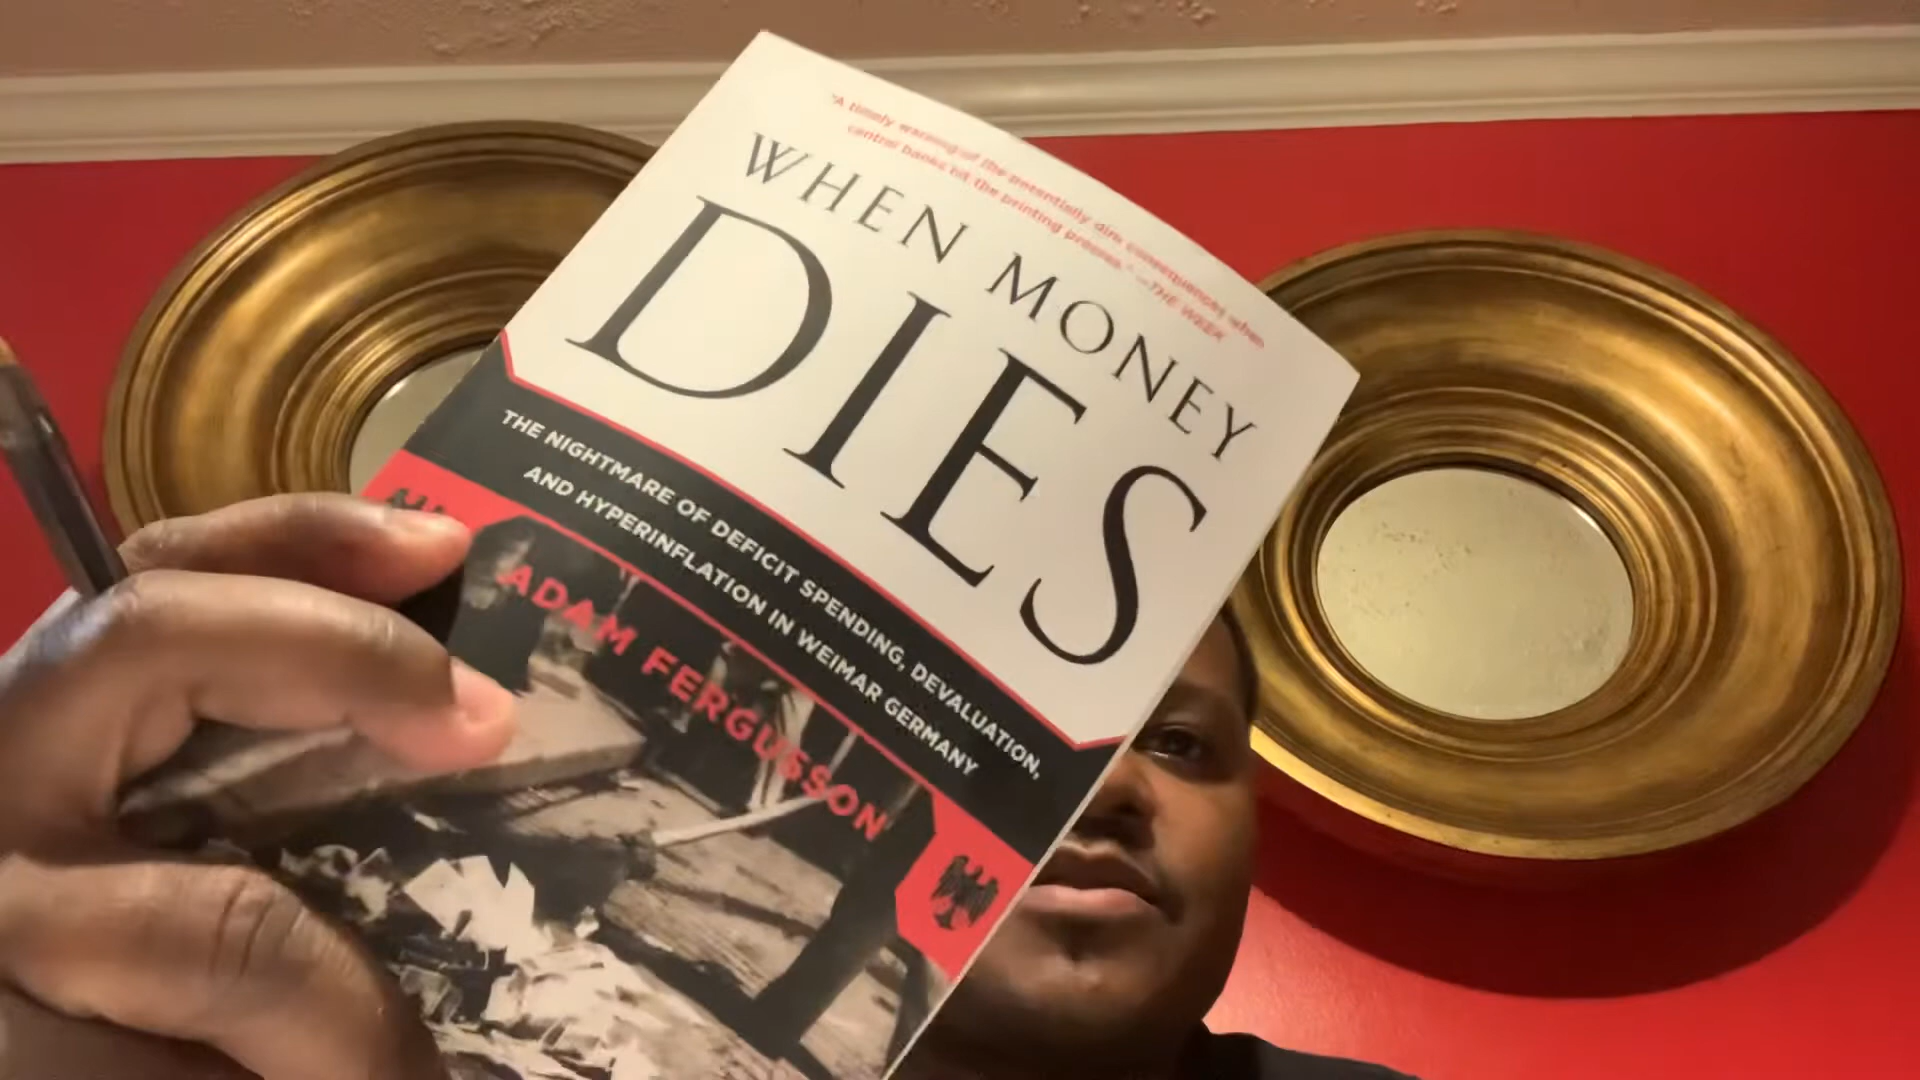 "A timely warning of the potentially dire consequences when
central banks hit the printing presses." —THE WEEK
WHEN MONEY
DIES
THE NIGHTMARE OF DEFICIT SPENDING, DEVALUATION,
AND HYPERINFLATION IN WEIMAR GERMANY
ADAM FERGUSSON